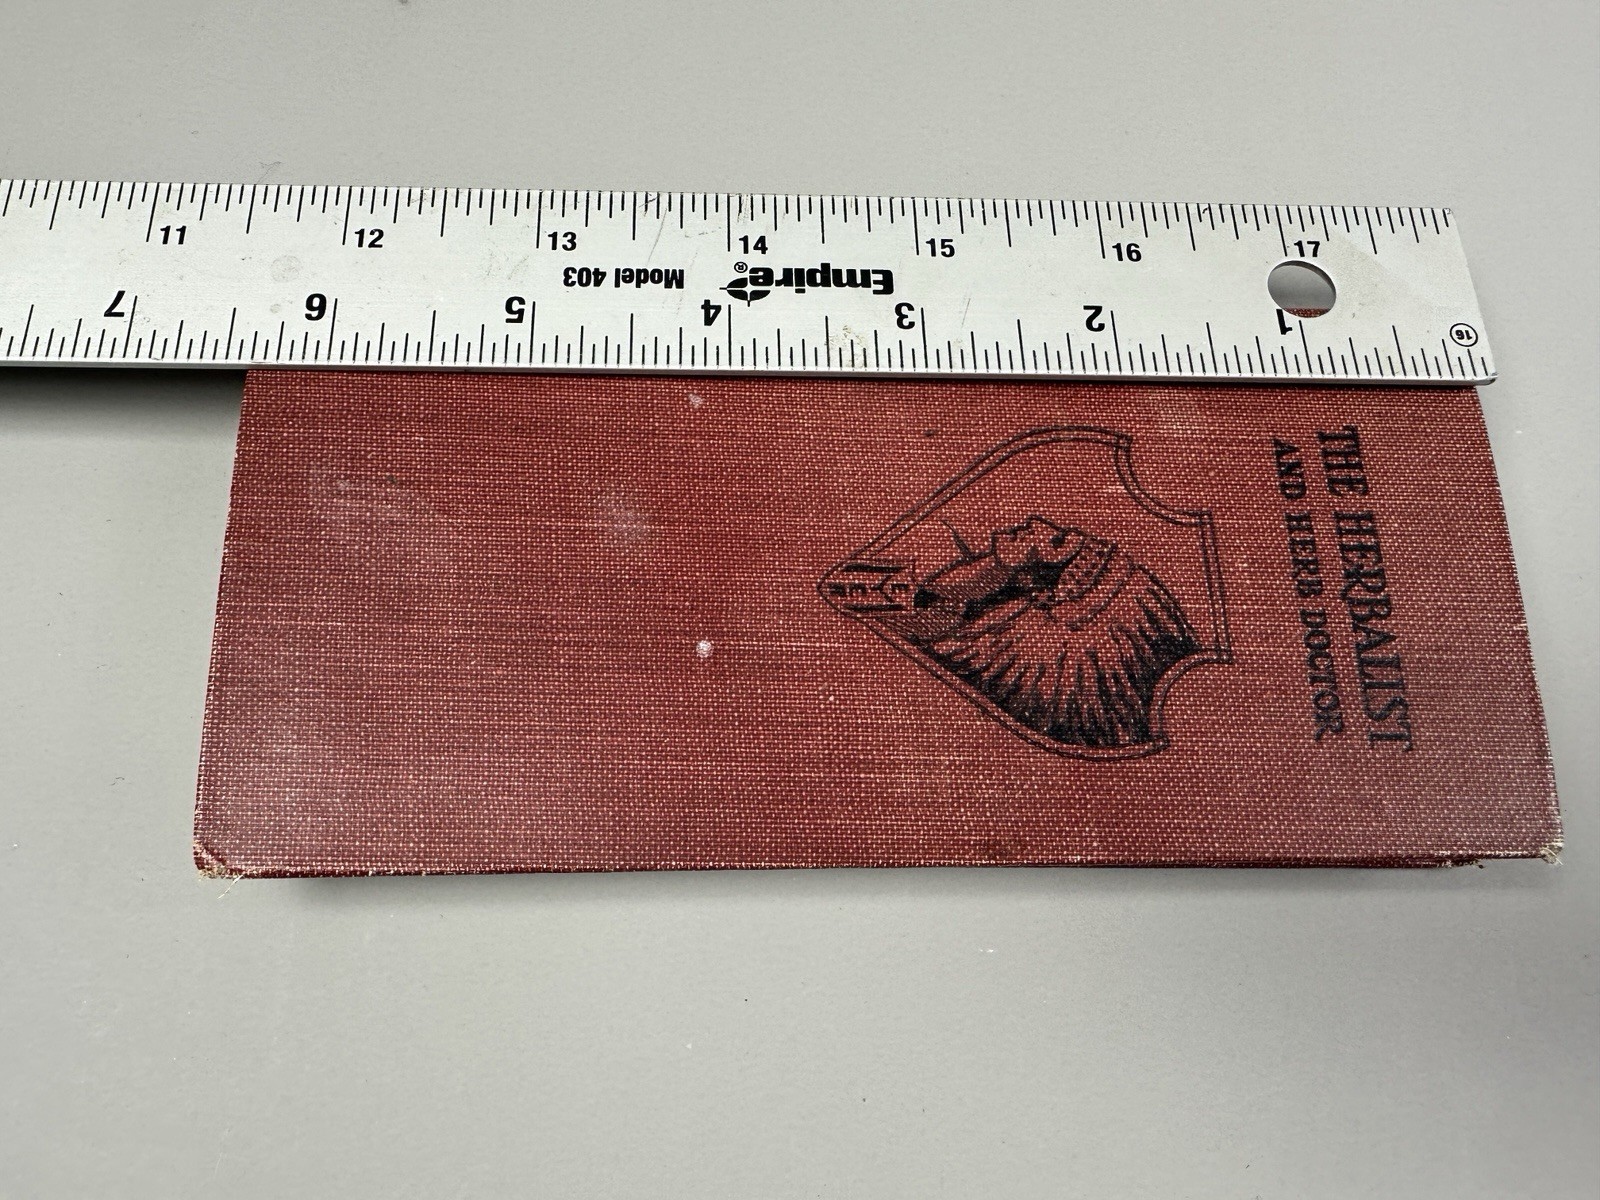 11 12 13 14 15 16 17
Empire®
Model 403
16
1 2 3 4 5 6 7
THE HERBALIST
AND HERB DOCTOR
MEYER